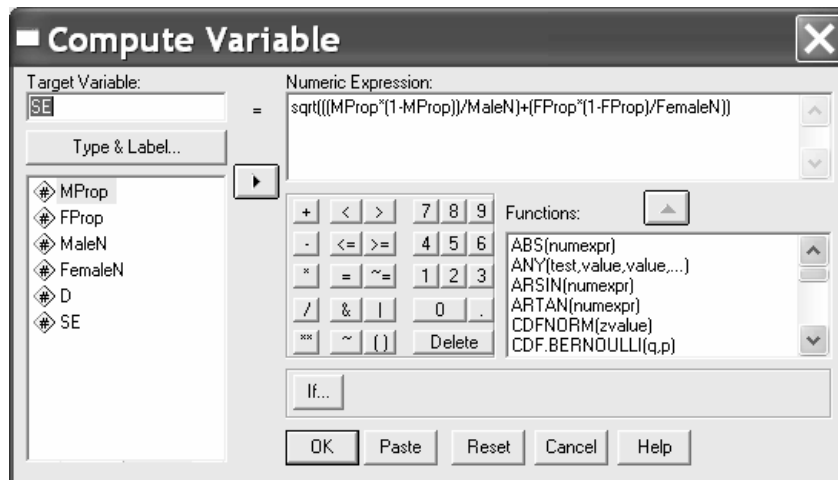 Compute Variable
Target Variable:
SE
=
Type & Label...
MProp
FProp
MaleN
FemaleN
D
SE
Numeric Expression:
sqrt(((MProp*(1-MProp))/MaleN)+(FProp*(1-FProp)/FemaleN))
+ < > 7 8 9
- <= >= 4 5 6
* = ~= 1 2 3
/ & | 0 .
** ~ () Delete
Functions:
ABS(numexpr)
ANY(test,value,value,...)
ARSIN(numexpr)
ARTAN(numexpr)
CDFNORM(zvalue)
CDF.BERNOULLI(q,p)
If...
OK Paste Reset Cancel Help